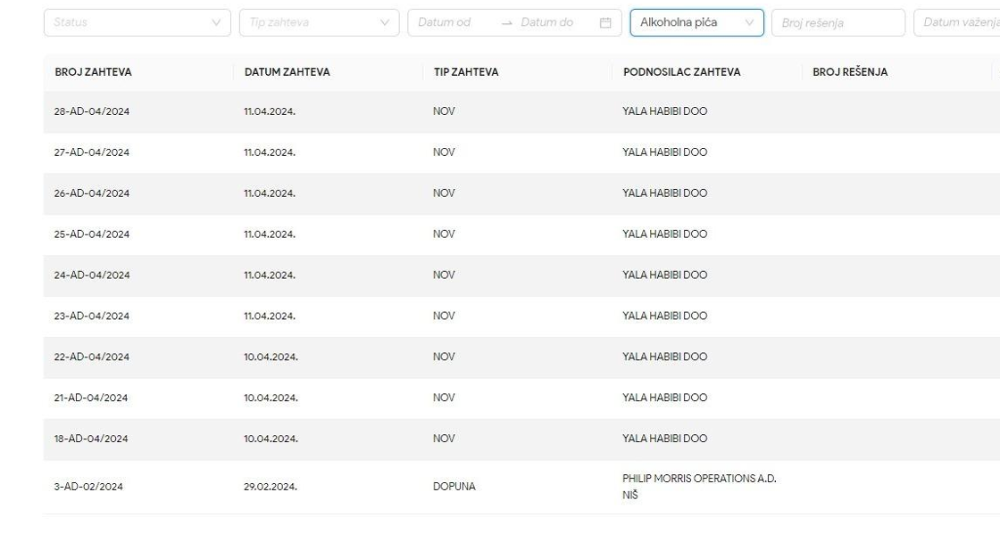 Status Tip zahteva Datum od → Datum do Alkoholna pića Broj rešenja Datum važenja
BROJ ZAHTEVA DATUM ZAHTEVA TIP ZAHTEVA PODNOSILAC ZAHTEVA BROJ REŠENJA
28-AD-04/2024 11.04.2024. NOV YALA HABIBI DOO
27-AD-04/2024 11.04.2024. NOV YALA HABIBI DOO
26-AD-04/2024 11.04.2024. NOV YALA HABIBI DOO
25-AD-04/2024 11.04.2024. NOV YALA HABIBI DOO
24-AD-04/2024 11.04.2024. NOV YALA HABIBI DOO
23-AD-04/2024 11.04.2024. NOV YALA HABIBI DOO
22-AD-04/2024 10.04.2024. NOV YALA HABIBI DOO
21-AD-04/2024 10.04.2024. NOV YALA HABIBI DOO
18-AD-04/2024 10.04.2024. NOV YALA HABIBI DOO
3-AD-02/2024 29.02.2024. DOPUNA PHILIP MORRIS OPERATIONS A.D.
NIŠ